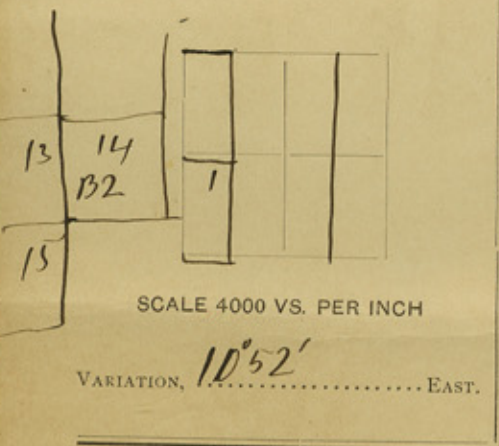 13 14
B2 1
15
SCALE 4000 VS. PER INCH
VARIATION, 10°52' EAST.